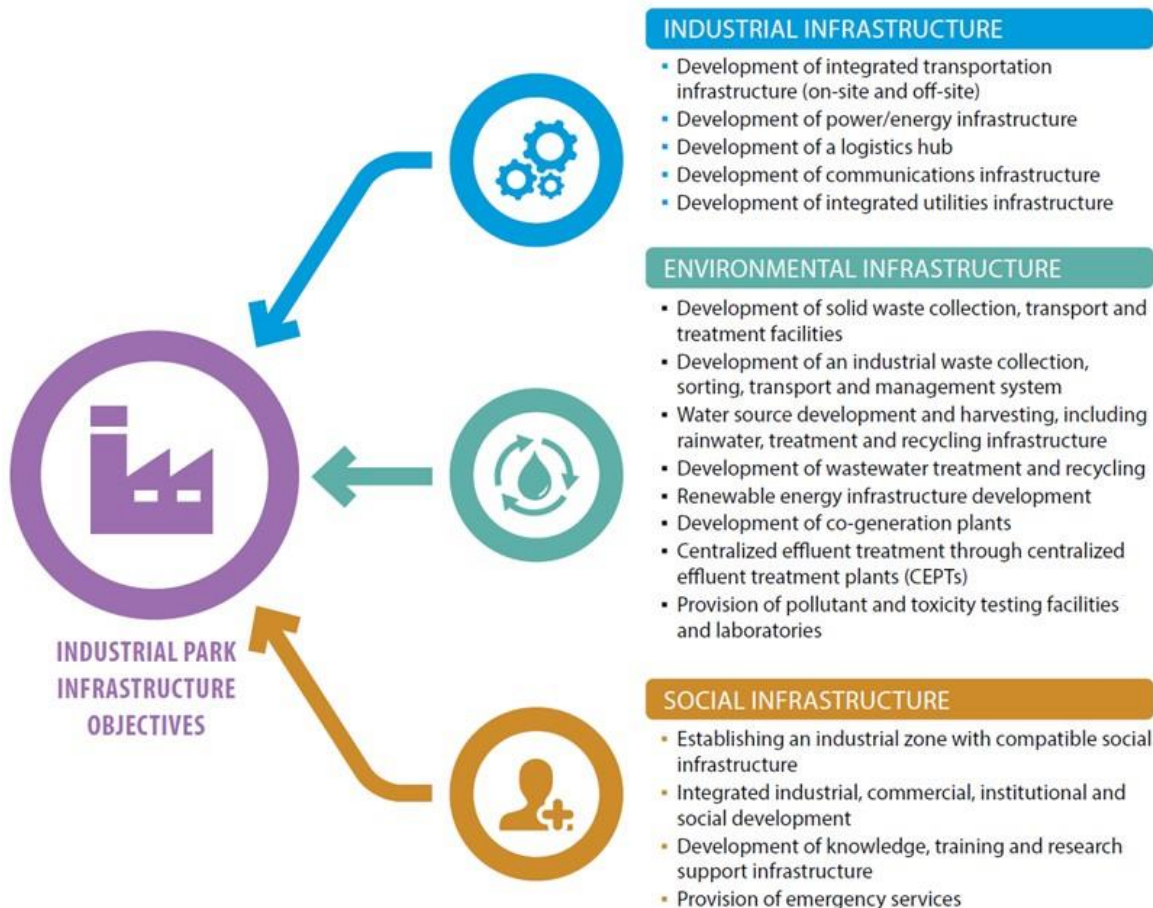 INDUSTRIAL INFRASTRUCTURE
▪ Development of integrated transportation
infrastructure (on-site and off-site)
▪ Development of power/energy infrastructure
▪ Development of a logistics hub
▪ Development of communications infrastructure
▪ Development of integrated utilities infrastructure
ENVIRONMENTAL INFRASTRUCTURE
▪ Development of solid waste collection, transport and
treatment facilities
▪ Development of an industrial waste collection,
sorting, transport and management system
▪ Water source development and harvesting, including
rainwater, treatment and recycling infrastructure
▪ Development of wastewater treatment and recycling
▪ Renewable energy infrastructure development
▪ Development of co-generation plants
▪ Centralized effluent treatment through centralized
effluent treatment plants (CEPTs)
▪ Provision of pollutant and toxicity testing facilities
and laboratories
INDUSTRIAL PARK
INFRASTRUCTURE
OBJECTIVES
SOCIAL INFRASTRUCTURE
▪ Establishing an industrial zone with compatible social
infrastructure
▪ Integrated industrial, commercial, institutional and
social development
▪ Development of knowledge, training and research
support infrastructure
▪ Provision of emergency services